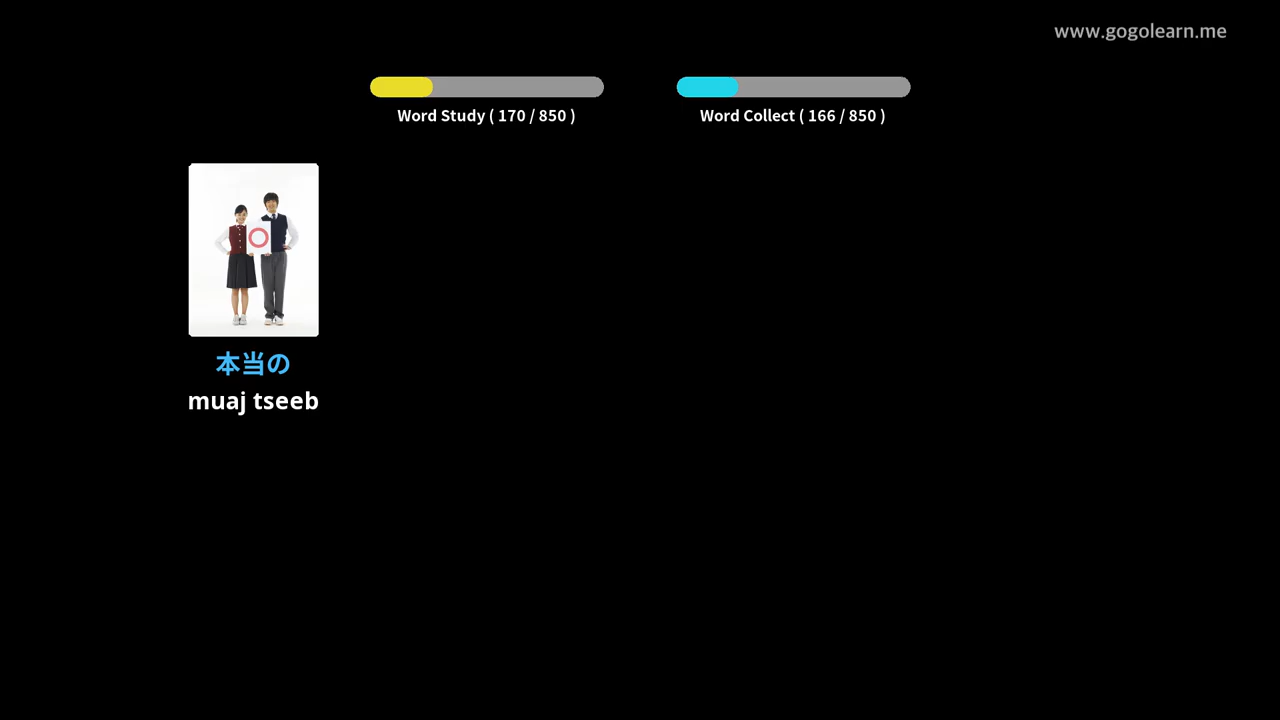 www.gogolearn.me
Word Study ( 170 / 850 )
Word Collect ( 166 / 850 )
本当の
muaj tseeb